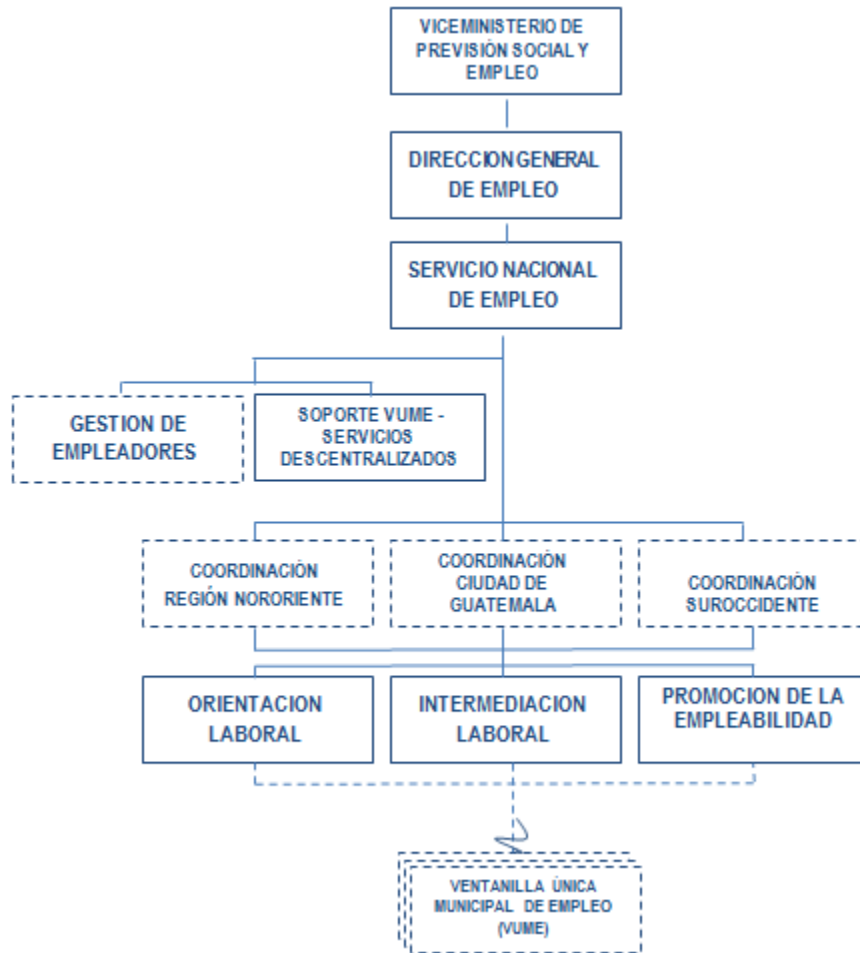 VICEMINISTERIO DE
PREVISIÓN SOCIAL Y
EMPLEO
DIRECCION GENERAL
DE EMPLEO
SERVICIO NACIONAL
DE EMPLEO
GESTION DE
EMPLEADORES
SOPORTE VUME -
SERVICIOS
DESCENTRALIZADOS
COORDINACIÓN
REGIÓN NORORIENTE
COORDINACIÓN
CIUDAD DE
GUATEMALA
COORDINACIÓN
SUROCCIDENTE
ORIENTACION
LABORAL
INTERMEDIACION
LABORAL
PROMOCION DE LA
EMPLEABILIDAD
VENTANILLA ÚNICA
MUNICIPAL DE EMPLEO
(VUME)